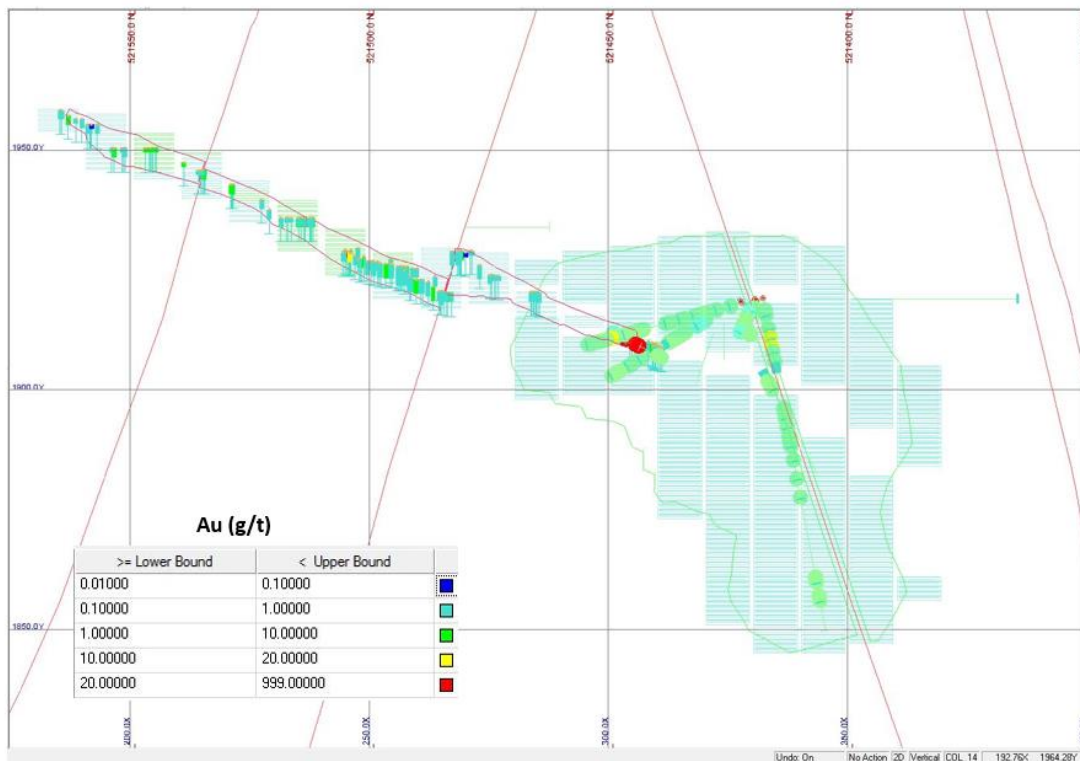 521550.0 N
521500.0 N
521450.0 N
521400.0 N
1950.0Y
1900.0Y
Au (g/t)
>= Lower Bound < Upper Bound
0.01000 0.10000
0.10000 1.00000
1.00000 10.00000
10.00000 20.00000
20.00000 999.00000
1850.0Y
200.0X
250.0X
300.0X
350.0X
Undo: On No Action 2D Vertical COL 14 192.76X 1964.28Y